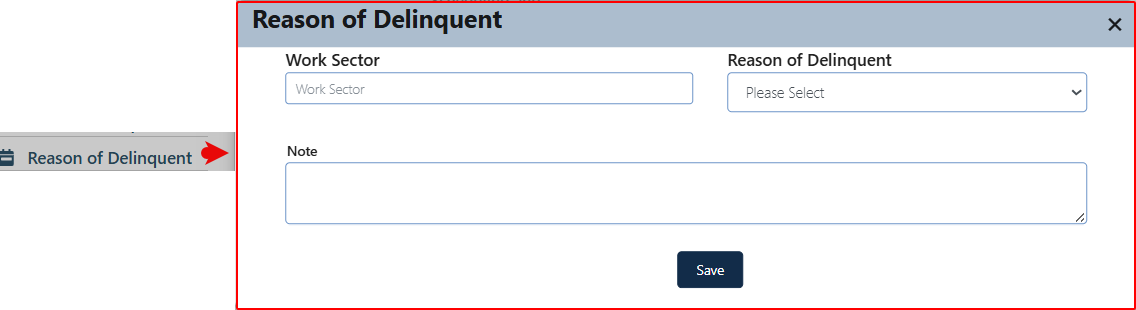 Reason of Delinquent
×
Work Sector
Reason of Delinquent
Work Sector
Please Select
Reason of Delinquent
Note
Save